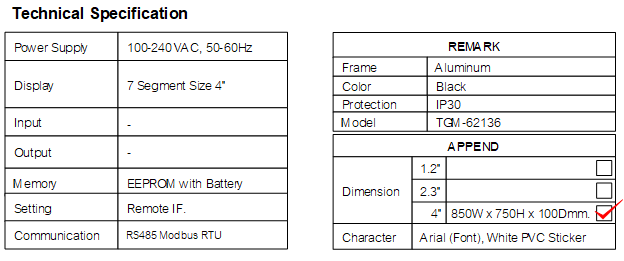 Technical Specification
Power Supply 100-240VAC, 50-60Hz
Display 7 Segment Size 4"
Input -
Output -
Memory EEPROM with Battery
Setting Remote IF.
Communication RS485 Modbus RTU
REMARK
Frame Aluminum
Color Black
Protection IP30
Model TGM-62136
APPEND
Dimension
1.2"
2.3"
4" 850W x 750H x 100Dmm.
Character Arial (Font), White PVC Sticker